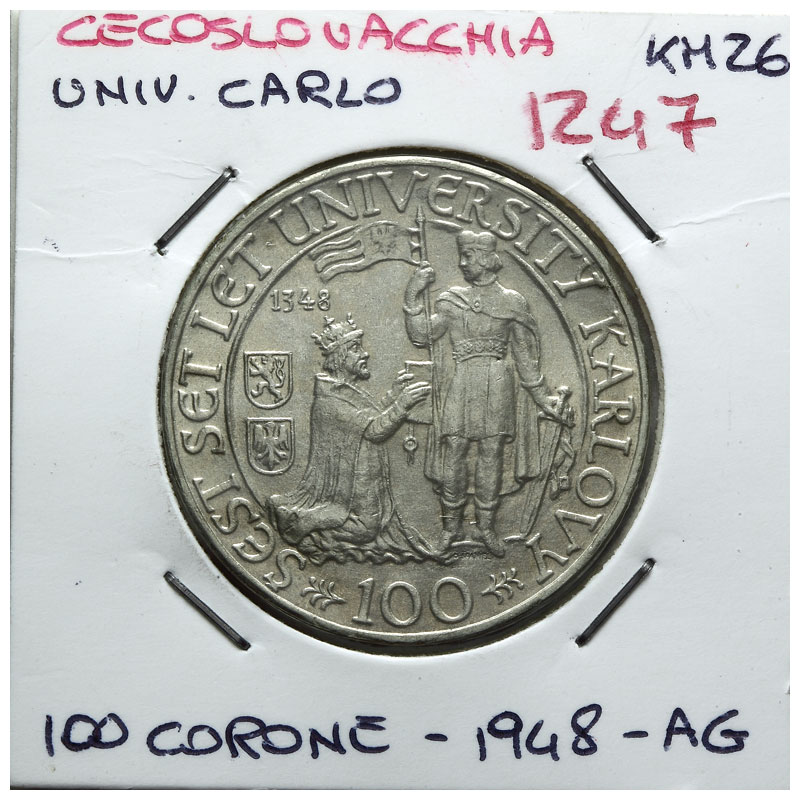 CECOSLOVACCHIA
KM26
UNIV. CARLO
1247
ŠEST SET LET UNIVERSITY KARLOVY
1348
100
100 CORONE - 1948 - AG